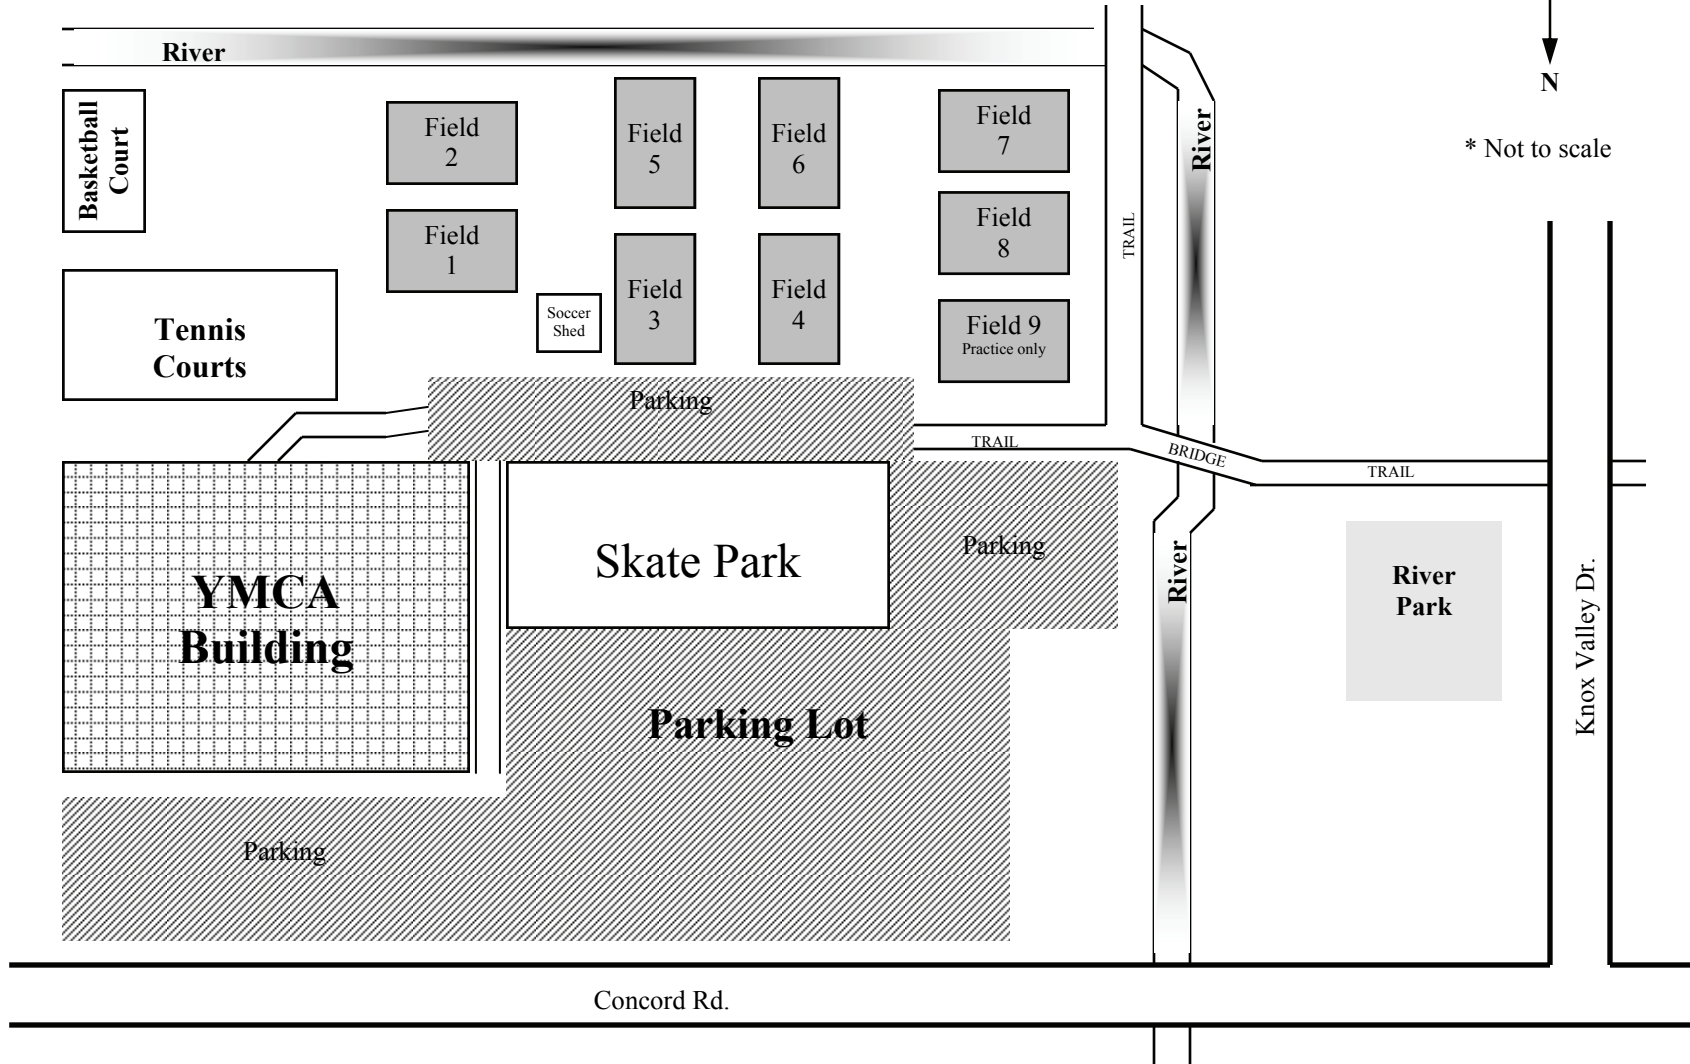 River
N
* Not to scale
Basketball
Court
Field
2
Field
5
Field
6
Field
7
River
Field
1
Field
8
TRAIL
Tennis
Courts
Soccer
Shed
Field
3
Field
4
Field 9
Practice only
Parking
TRAIL
BRIDGE
TRAIL
YMCA
Building
Skate Park
Parking
River
River
Park
Knox Valley Dr.
Parking Lot
Parking
Concord Rd.